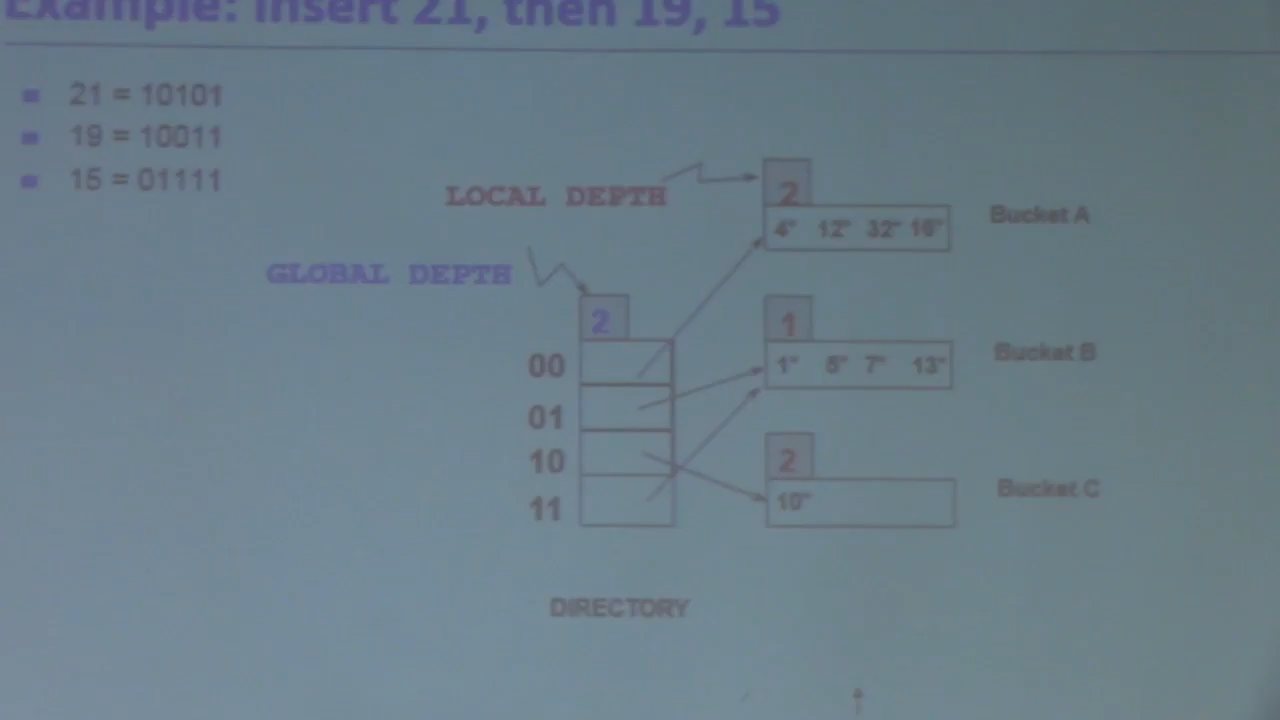 Example: Insert 21, then 19, 15
21 = 10101
19 = 10011
15 = 01111
LOCAL DEPTH
2
4* 12* 32* 16*
Bucket A
GLOBAL DEPTH
2
00
01
10
11
1
1* 5* 7* 13*
Bucket B
2
10*
Bucket C
DIRECTORY